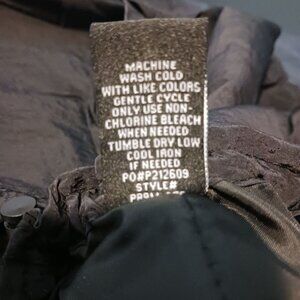 MACHINE
WASH COLD
WITH LIKE COLORS
GENTLE CYCLE
ONLY USE NON-
CHLORINE BLEACH
WHEN NEEDED
TUMBLE DRY LOW
COOL IRON
IF NEEDED
PO#P212609
STYLE#